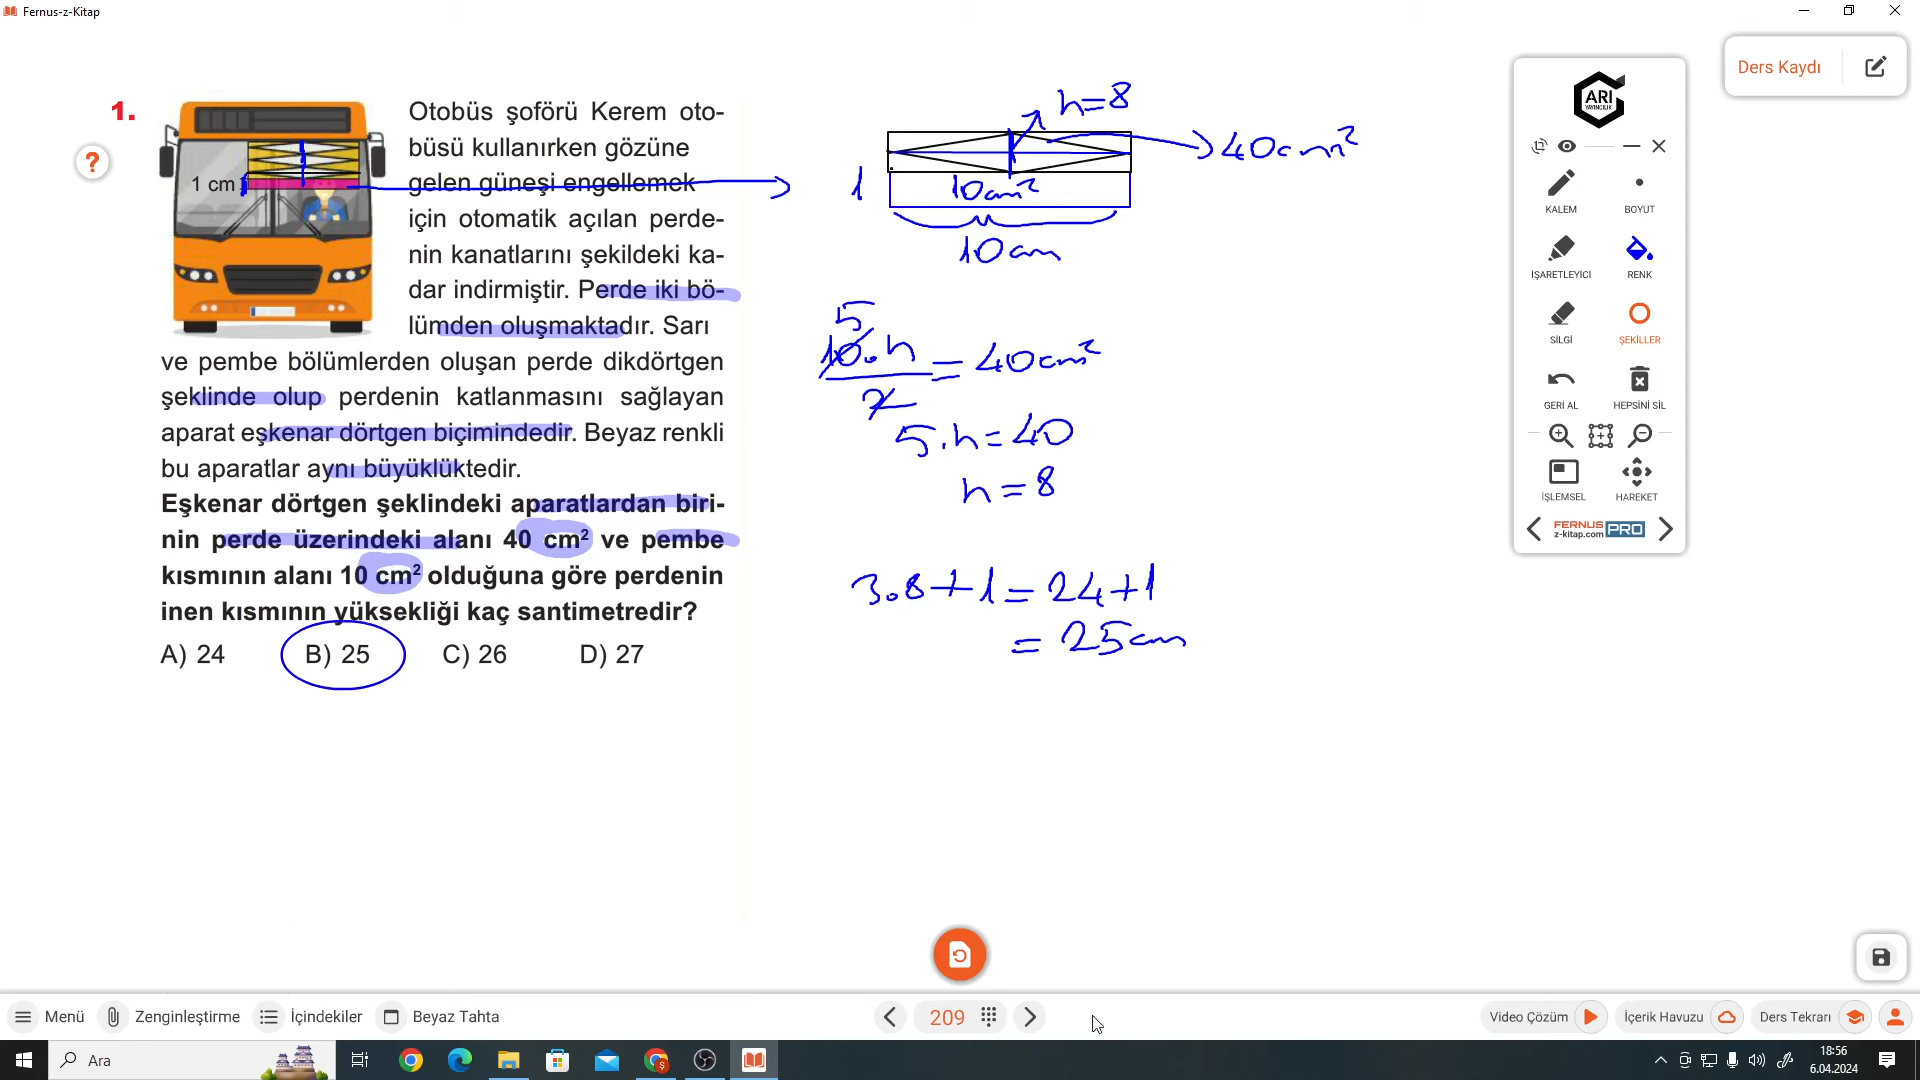 Fernus-z-Kitap
Ders Kaydı
1.
?
1 cm
Otobüs şoförü Kerem oto-
büsü kullanırken gözüne
gelen güneşi engellemek
için otomatik açılan perde-
nin kanatlarını şekildeki ka-
dar indirmiştir. Perde iki bö-
lümden oluşmaktadır. Sarı
ve pembe bölümlerden oluşan perde dikdörtgen
şeklinde olup perdenin katlanmasını sağlayan
aparat eşkenar dörtgen biçimindedir. Beyaz renkli
bu aparatlar aynı büyüklüktedir.
Eşkenar dörtgen şeklindeki aparatlardan biri-
nin perde üzerindeki alanı 40 cm² ve pembe
kısmının alanı 10 cm² olduğuna göre perdenin
inen kısmının yüksekliği kaç santimetredir?
A) 24 B) 25 C) 26 D) 27
h=8
40cm²
1
10cm²
10cm
5
10.h
2
= 40cm²
5.h=40
h=8
3.8+1=24+1
=25cm
ARI
YAYINCILIK
KALEM BOYUT
İŞARETLEYİCİ RENK
SİLGİ ŞEKİLLER
GERİ AL HEPSİNİ SİL
İŞLEMSEL HAREKET
FERNUS PRO
z-kitap.com
Menü Zenginleştirme İçindekiler Beyaz Tahta 209 Video Çözüm İçerik Havuzu Ders Tekrarı
Ara
18:56
6.04.2024